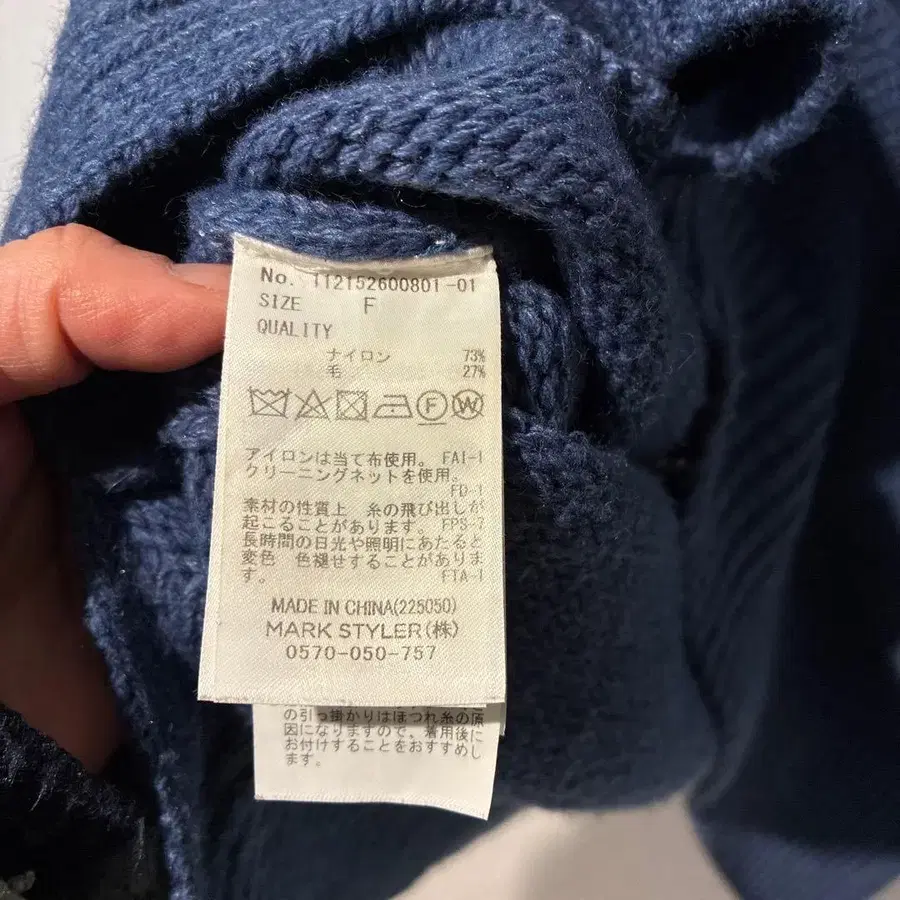 No. 112152600801-01
SIZE F
QUALITY
ナイロン 73%
毛 27%
F W
アイロンは当て布使用。 FAI-1
クリーニングネットを使用。
FD-1
素材の性質上 糸の飛び出しが
起こることがあります。 FPS-7
長時間の日光や照明にあたると
変色 色褪せすることがありま
す。 FTA-1
MADE IN CHINA(225050)
MARK STYLER(株)
0570-050-757
の引っ掛かりはほつれ糸の原
因になりますので、着用後に
お付けすることをおすすめし
ます。